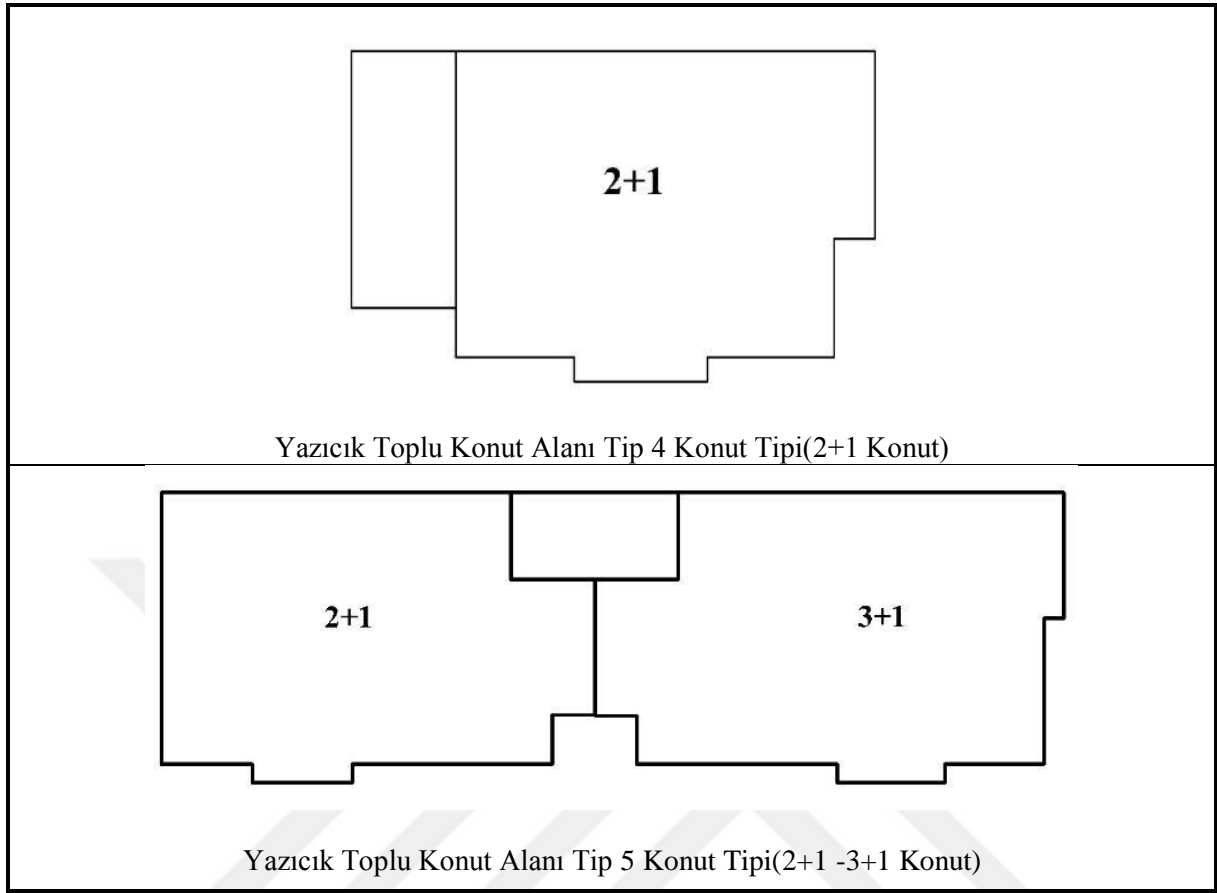 2+1
Yazıcık Toplu Konut Alanı Tip 4 Konut Tipi(2+1 Konut)
2+1 3+1
Yazıcık Toplu Konut Alanı Tip 5 Konut Tipi(2+1 -3+1 Konut)